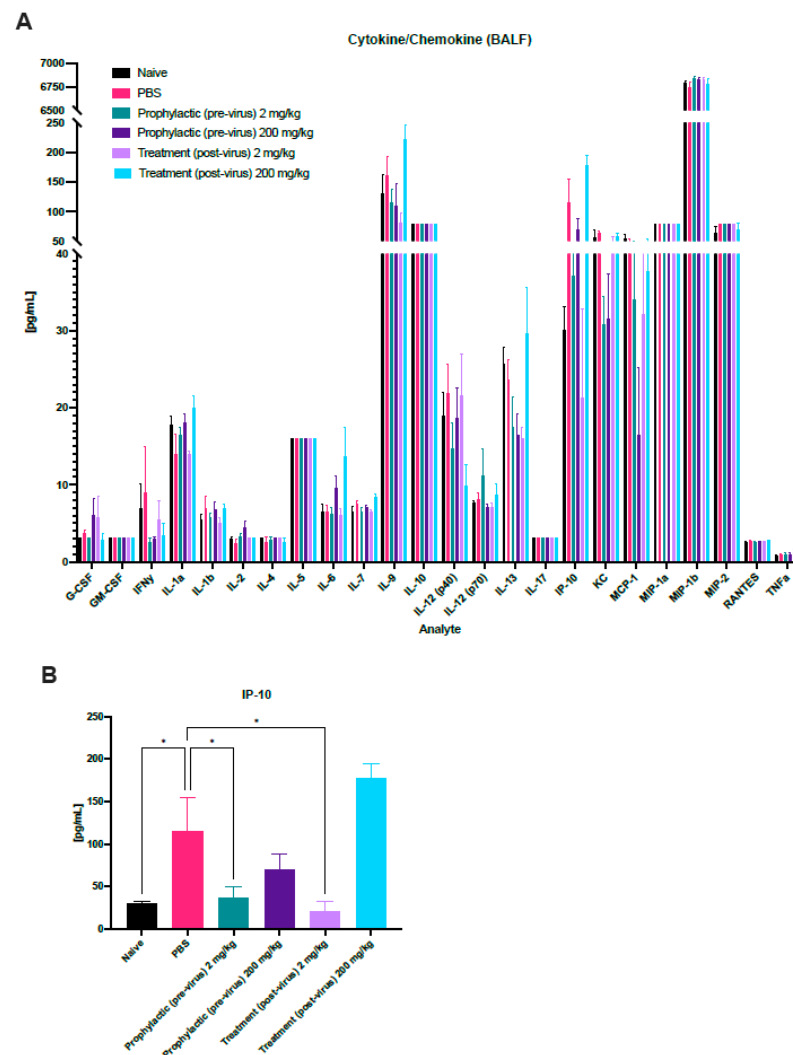 A
Cytokine/Chemokine (BALF)
Naive
PBS
Prophylactic (pre-virus) 2 mg/kg
Prophylactic (pre-virus) 200 mg/kg
Treatment (post-virus) 2 mg/kg
Treatment (post-virus) 200 mg/kg
7000
6750
6500
250
200
150
100
50
40
30
20
10
0
[pg/mL]
G-CSF
GM-CSF
IFNy
IL-1a
IL-1b
IL-2
IL-4
IL-5
IL-6
IL-7
IL-9
IL-10
IL-12 (p40)
IL-12 (p70)
IL-13
IL-17
IP-10
KC
MCP-1
MIP-1a
MIP-1b
MIP-2
RANTES
TNFa
Analyte
B
IP-10
250
200
150
100
50
0
[pg/mL]
*
*
*
Naive
PBS
Prophylactic (pre-virus) 2 mg/kg
Prophylactic (pre-virus) 200 mg/kg
Treatment (post-virus) 2 mg/kg
Treatment (post-virus) 200 mg/kg